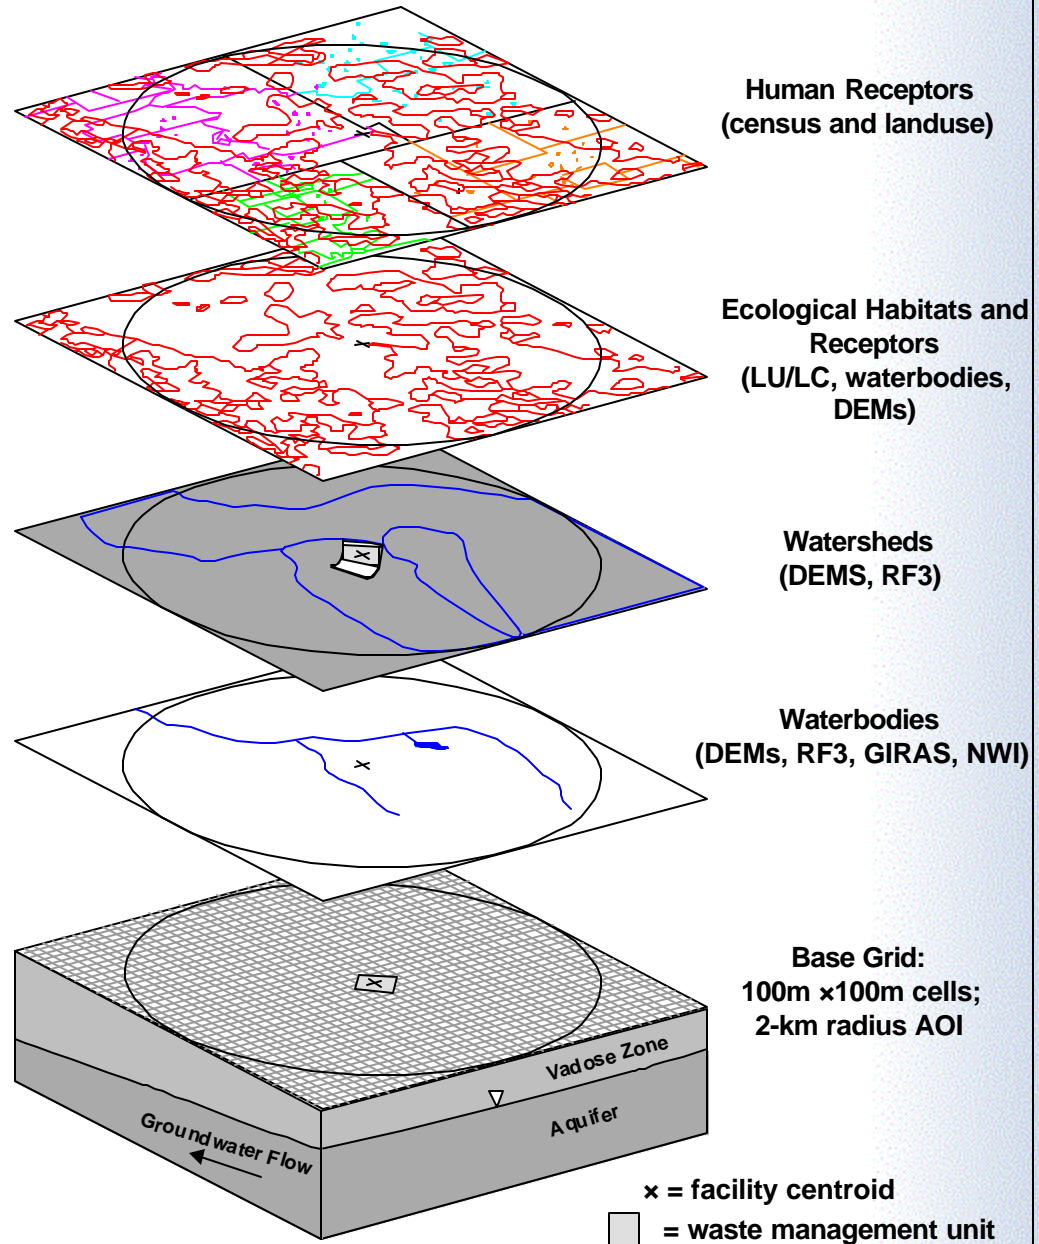 Human Receptors
(census and landuse)
Ecological Habitats and
Receptors
(LU/LC, waterbodies,
DEMs)
Watersheds
(DEMS, RF3)
Waterbodies
(DEMs, RF3, GIRAS, NWI)
Base Grid:
100m ×100m cells;
2-km radius AOI
Vadose Zone
Aquifer
Groundwater Flow
× = facility centroid
= waste management unit